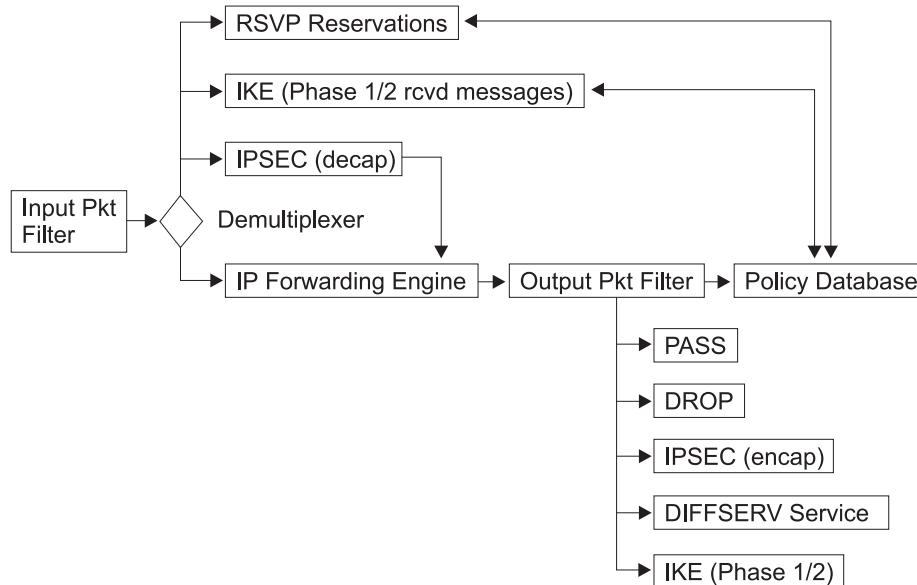 RSVP Reservations
IKE (Phase 1/2 rcvd messages)
IPSEC (decap)
Input Pkt
Filter
Demultiplexer
IP Forwarding Engine
Output Pkt Filter
Policy Database
PASS
DROP
IPSEC (encap)
DIFFSERV Service
IKE (Phase 1/2)